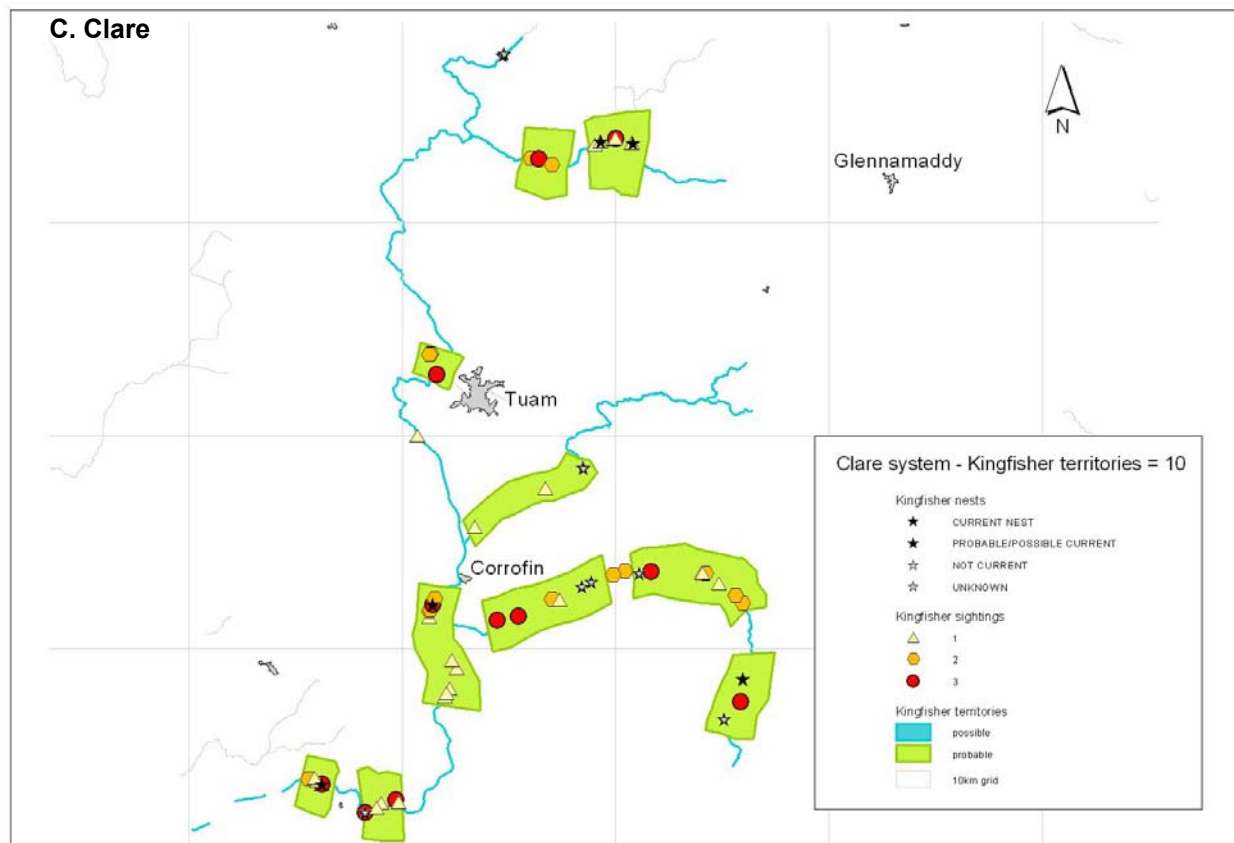 C. Clare
N
Glennamaddy
Tuam
Corrofin
Clare system - Kingfisher territories = 10
Kingfisher nests
CURRENT NEST
PROBABLE/POSSIBLE CURRENT
NOT CURRENT
UNKNOWN
Kingfisher sightings
1
2
3
Kingfisher territories
possible
probable
10km grid